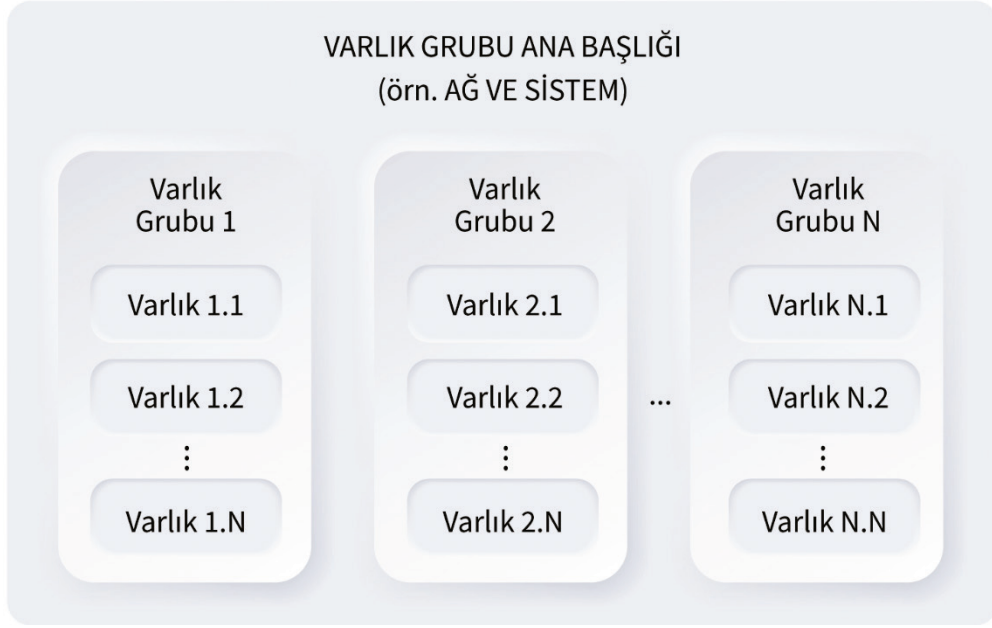 VARLIK GRUBU ANA BAŞLIĞI
(örn. AĞ VE SİSTEM)
Varlık
Grubu 1
Varlık 1.1
Varlık 1.2
⋮
Varlık 1.N
Varlık
Grubu 2
Varlık 2.1
Varlık 2.2
⋮
Varlık 2.N
...
Varlık
Grubu N
Varlık N.1
Varlık N.2
⋮
Varlık N.N